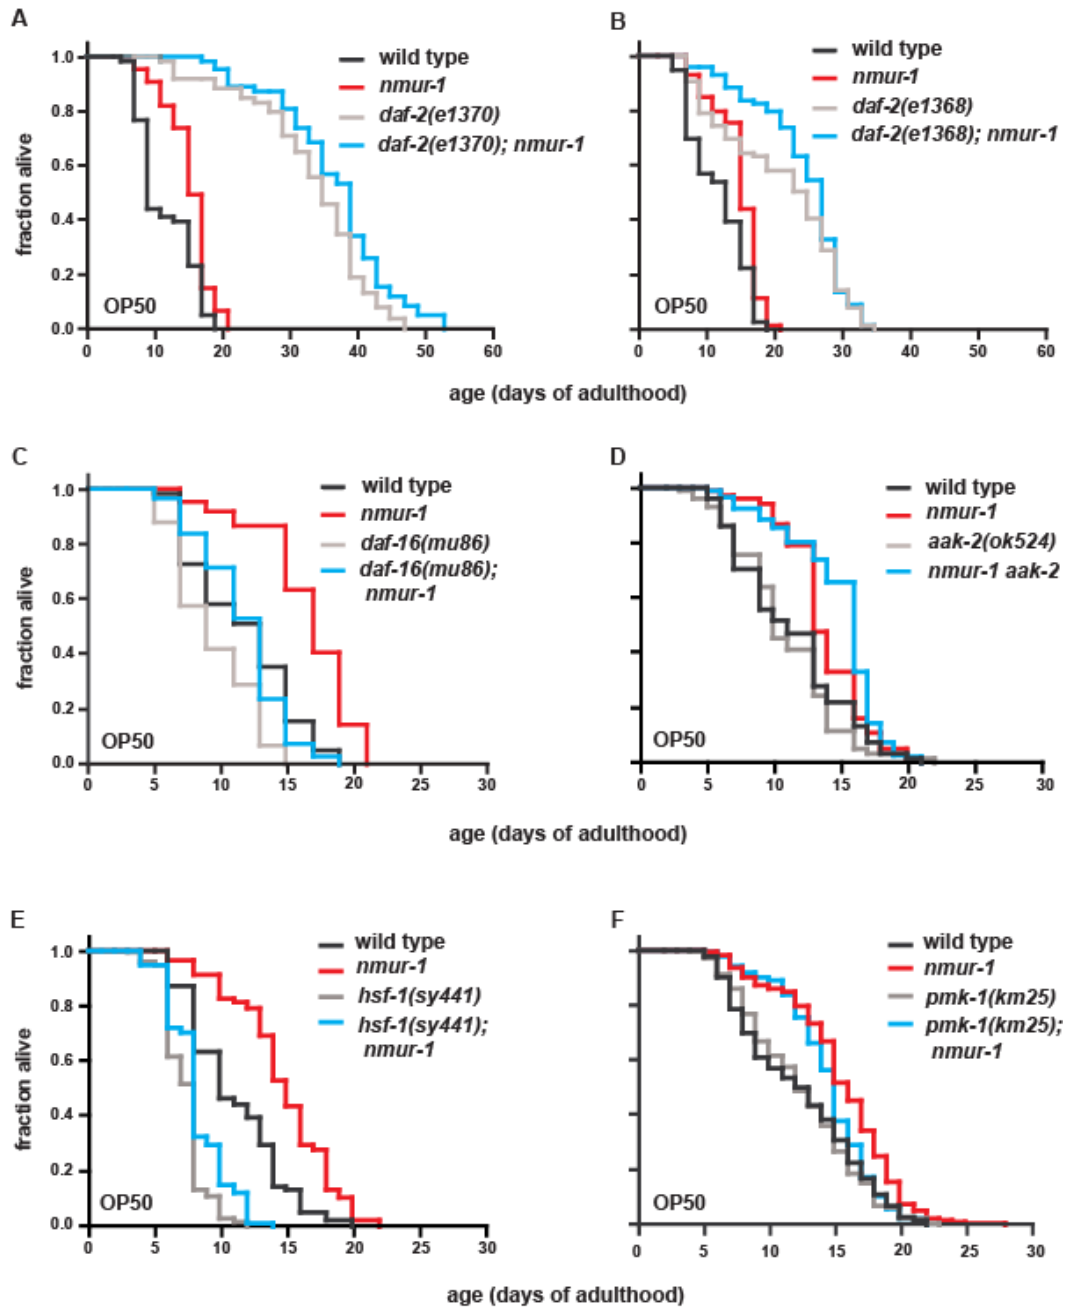 A
wild type
nmur-1
daf-2(e1370)
daf-2(e1370); nmur-1
fraction alive
1.0
0.8
0.6
0.4
0.2
0.0
OP50
0 10 20 30 40 50 60
B
wild type
nmur-1
daf-2(e1368)
daf-2(e1368); nmur-1
OP50
0 10 20 30 40 50 60
age (days of adulthood)
C
wild type
nmur-1
daf-16(mu86)
daf-16(mu86);
nmur-1
fraction alive
1.0
0.8
0.6
0.4
0.2
0.0
OP50
0 5 10 15 20 25 30
D
wild type
nmur-1
aak-2(ok524)
nmur-1 aak-2
OP50
0 5 10 15 20 25 30
age (days of adulthood)
E
wild type
nmur-1
hsf-1(sy441)
hsf-1(sy441);
nmur-1
fraction alive
1.0
0.8
0.6
0.4
0.2
0.0
OP50
0 5 10 15 20 25 30
F
wild type
nmur-1
pmk-1(km25)
pmk-1(km25);
nmur-1
OP50
0 5 10 15 20 25 30
age (days of adulthood)